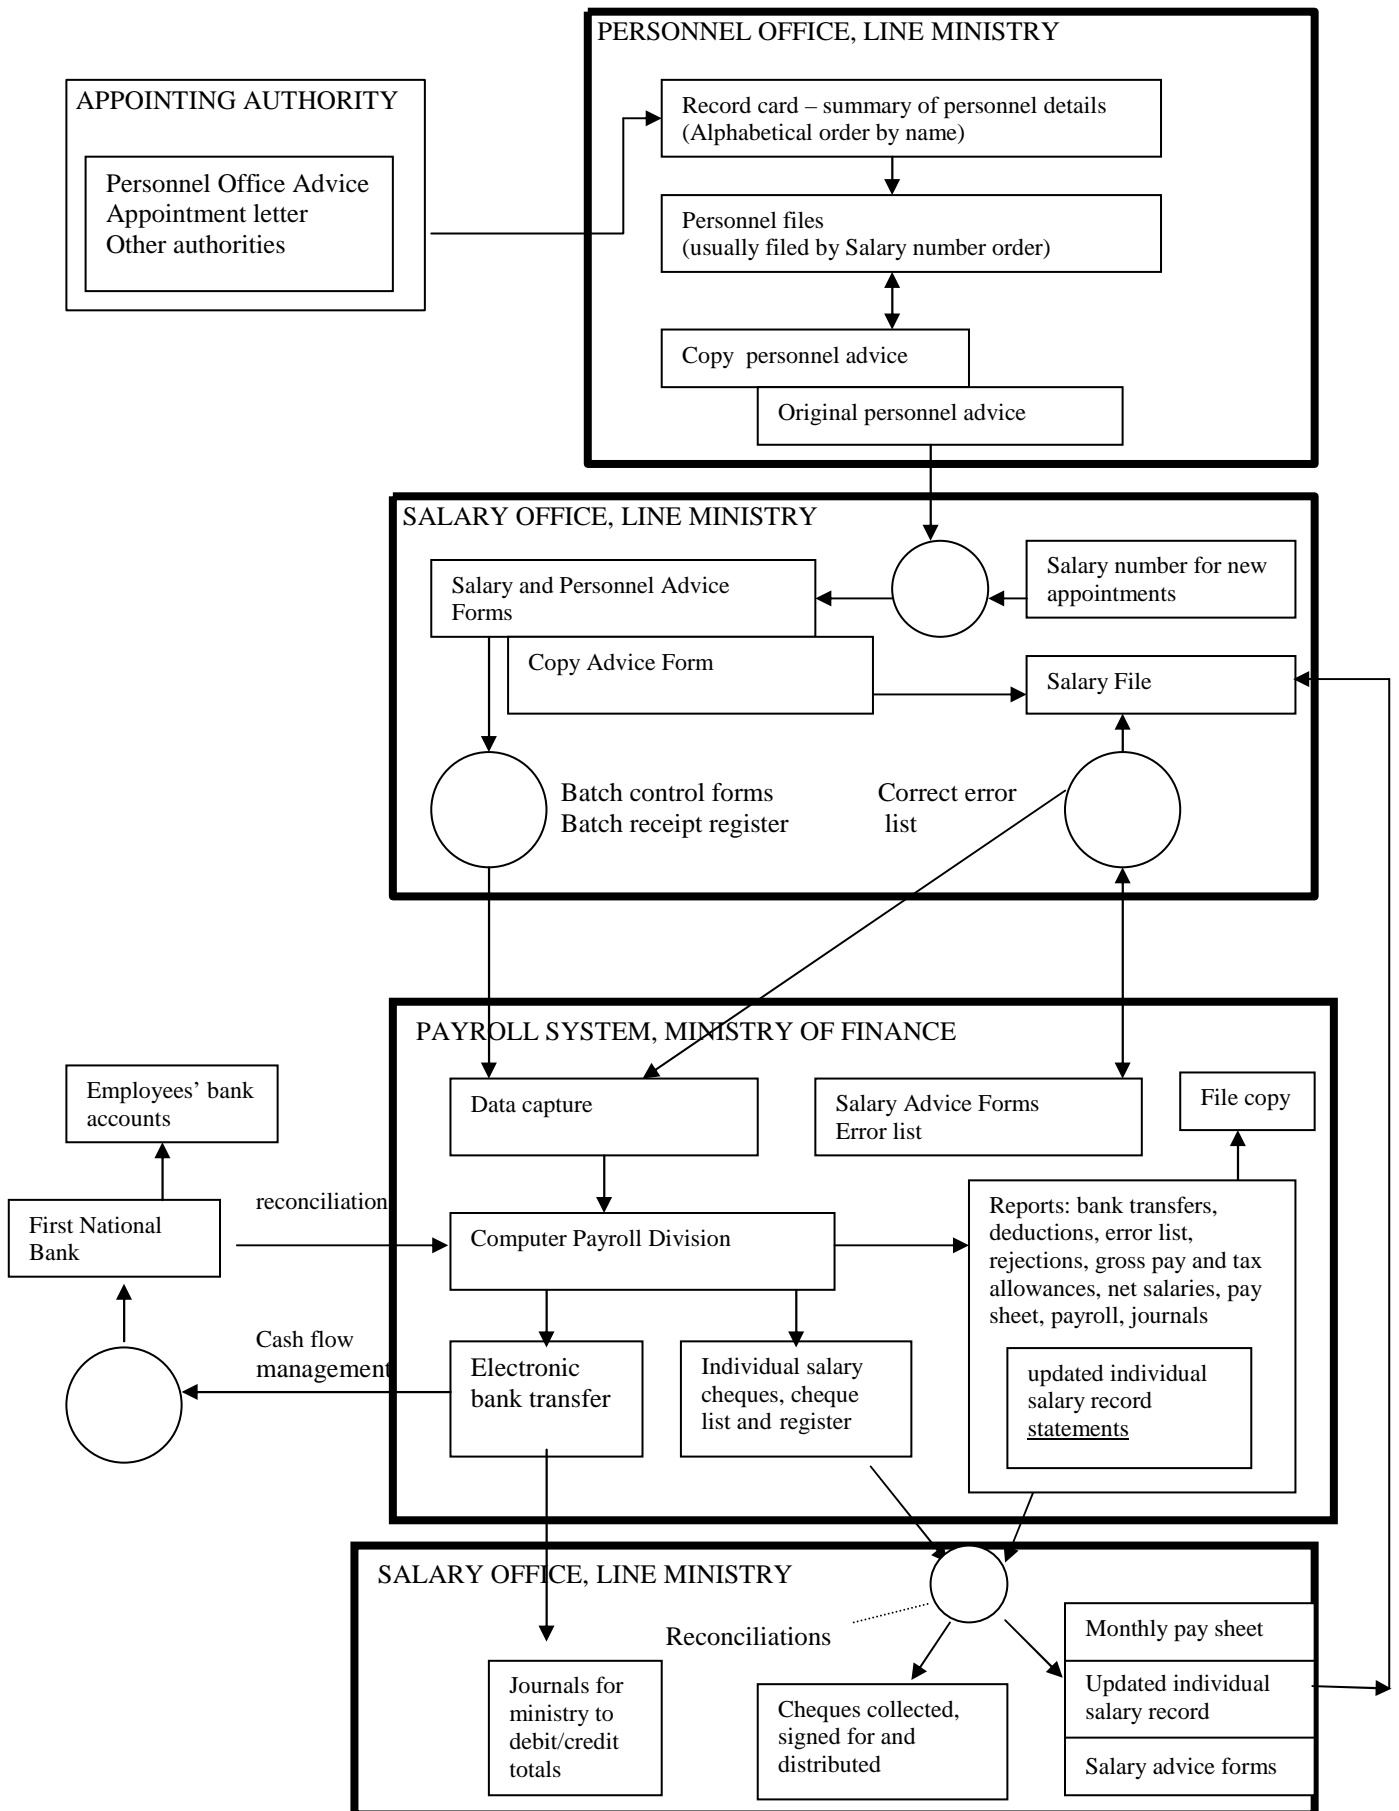 PERSONNEL OFFICE, LINE MINISTRY
APPOINTING AUTHORITY
Personnel Office Advice
Appointment letter
Other authorities
Record card – summary of personnel details
(Alphabetical order by name)
Personnel files
(usually filed by Salary number order)
Copy personnel advice
Original personnel advice
SALARY OFFICE, LINE MINISTRY
Salary and Personnel Advice
Forms
Salary number for new
appointments
Copy Advice Form
Salary File
Batch control forms
Batch receipt register
Correct error
list
PAYROLL SYSTEM, MINISTRY OF FINANCE
Employees’ bank
accounts
Data capture
Salary Advice Forms
Error list
File copy
First National
Bank
reconciliation
Computer Payroll Division
Reports: bank transfers,
deductions, error list,
rejections, gross pay and tax
allowances, net salaries, pay
sheet, payroll, journals
Cash flow
management
Electronic
bank transfer
Individual salary
cheques, cheque
list and register
updated individual
salary record
statements
SALARY OFFICE, LINE MINISTRY
Reconciliations
Journals for
ministry to
debit/credit
totals
Cheques collected,
signed for and
distributed
Monthly pay sheet
Updated individual
salary record
Salary advice forms